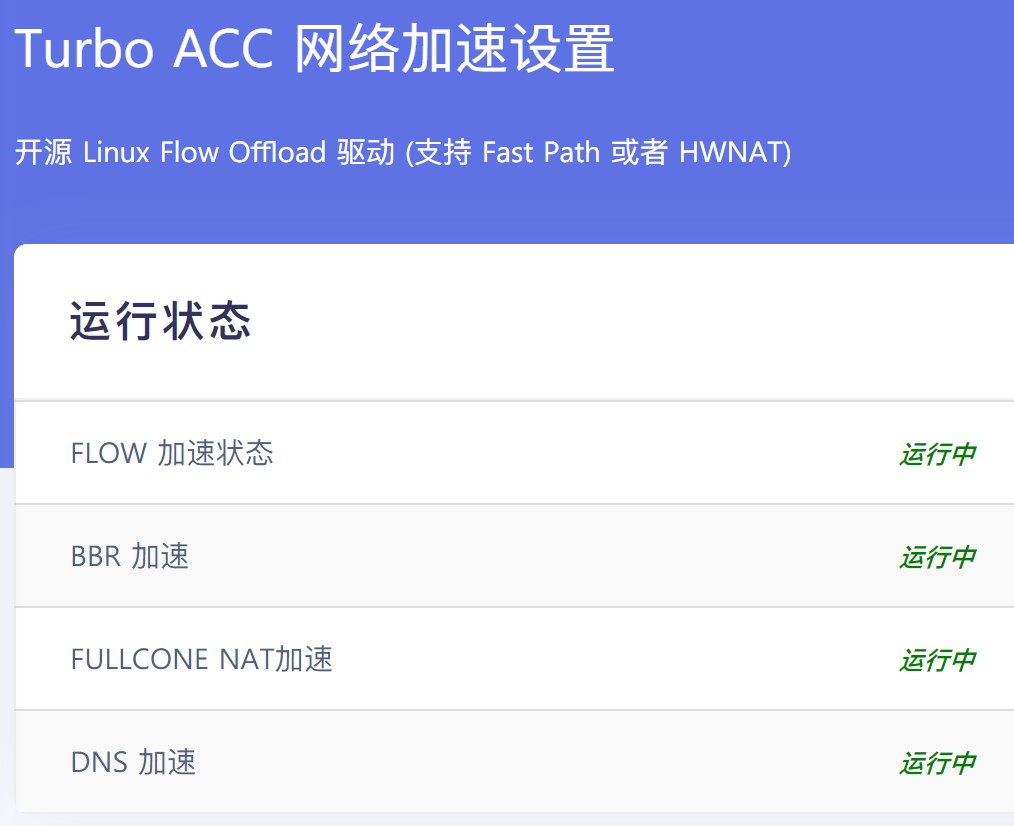 Turbo ACC 网络加速设置
开源 Linux Flow Offload 驱动 (支持 Fast Path 或者 HWNAT)
运行状态
FLOW 加速状态 运行中
BBR 加速 运行中
FULLCONE NAT加速 运行中
DNS 加速 运行中